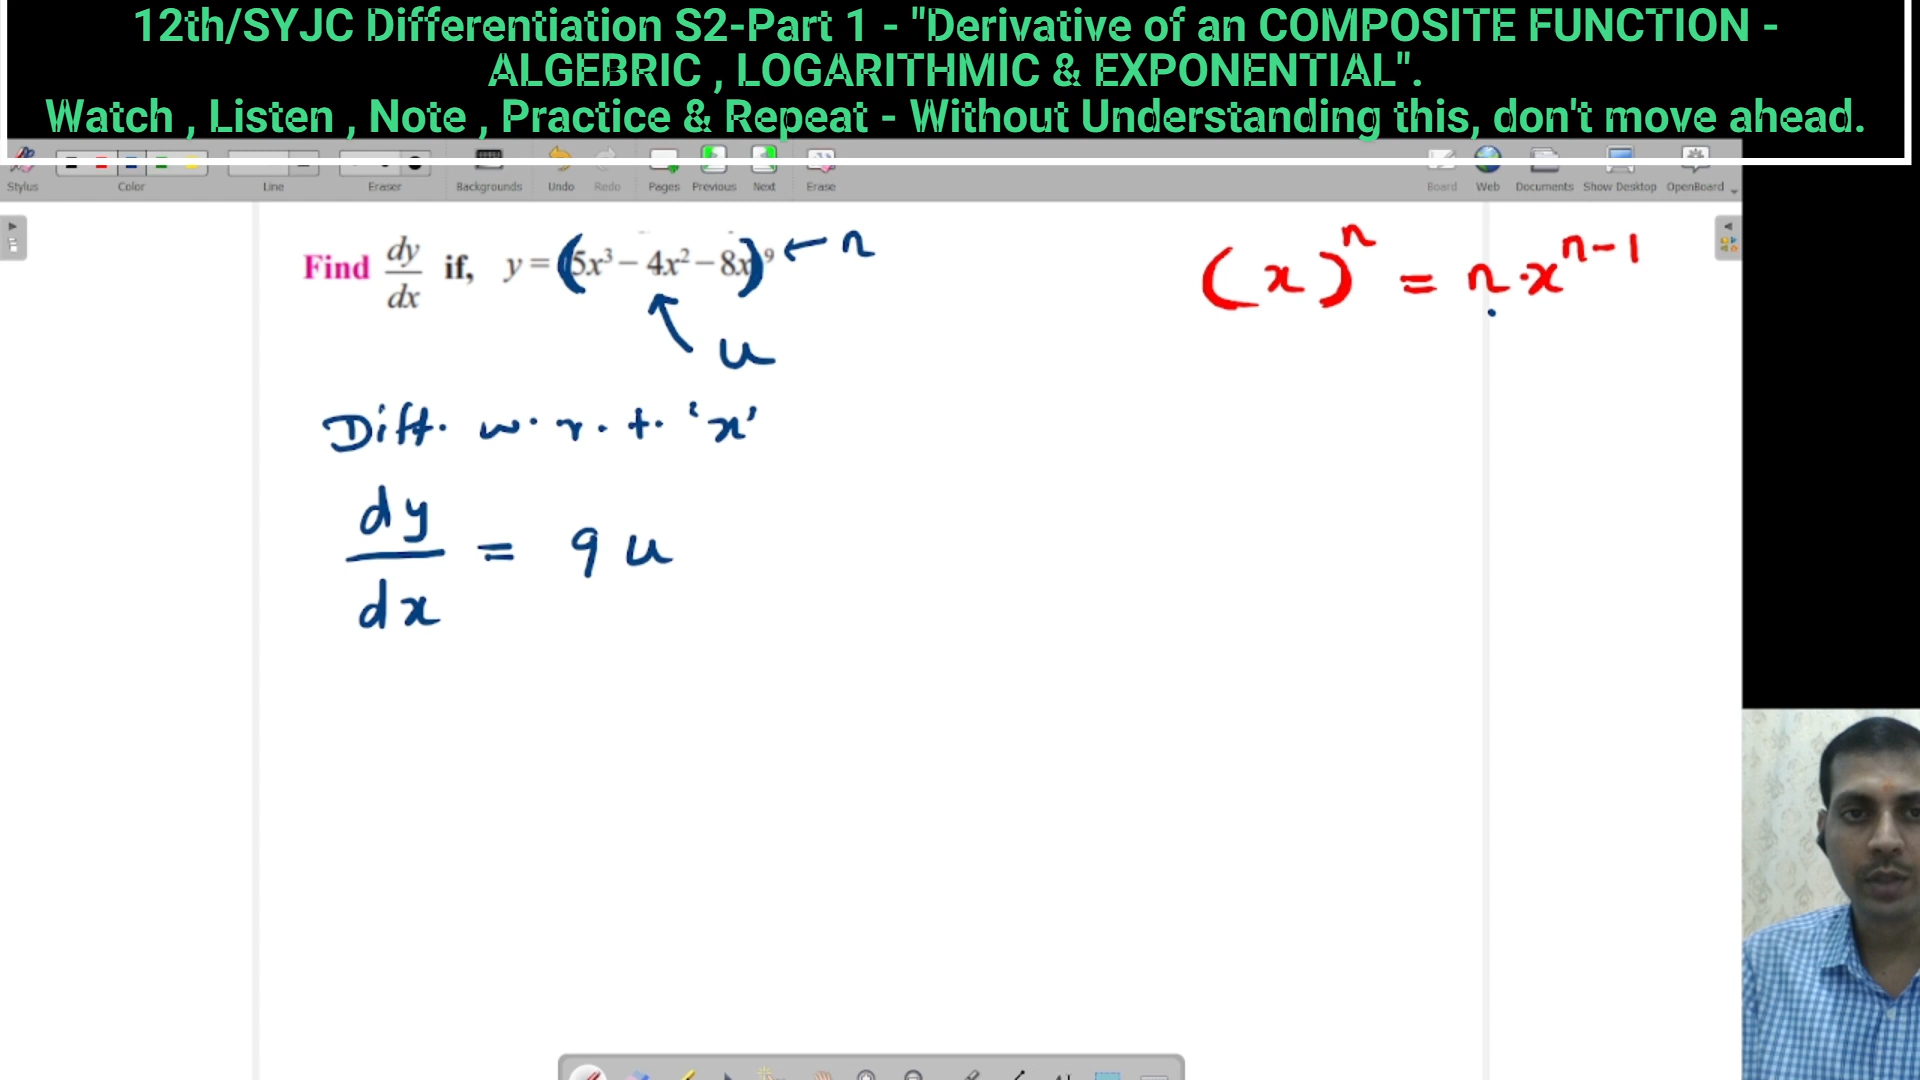 12th/SYJC Differentiation S2-Part 1 - "Derivative of an COMPOSITE FUNCTION -
ALGEBRIC , LOGARITHMIC & EXPONENTIAL".
Watch , Listen , Note , Practice & Repeat - Without Understanding this, don't move ahead.
Stylus Color Line Eraser Backgrounds Undo Redo Pages Previous Next Erase Board Web Documents Show Desktop OpenBoard
Find dy/dx if, y = (5x³ – 4x² – 8x)⁹ ← n
(x)ⁿ = n·xⁿ⁻¹
u
Diff. w.r.t. 'x'
dy/dx = 9 u